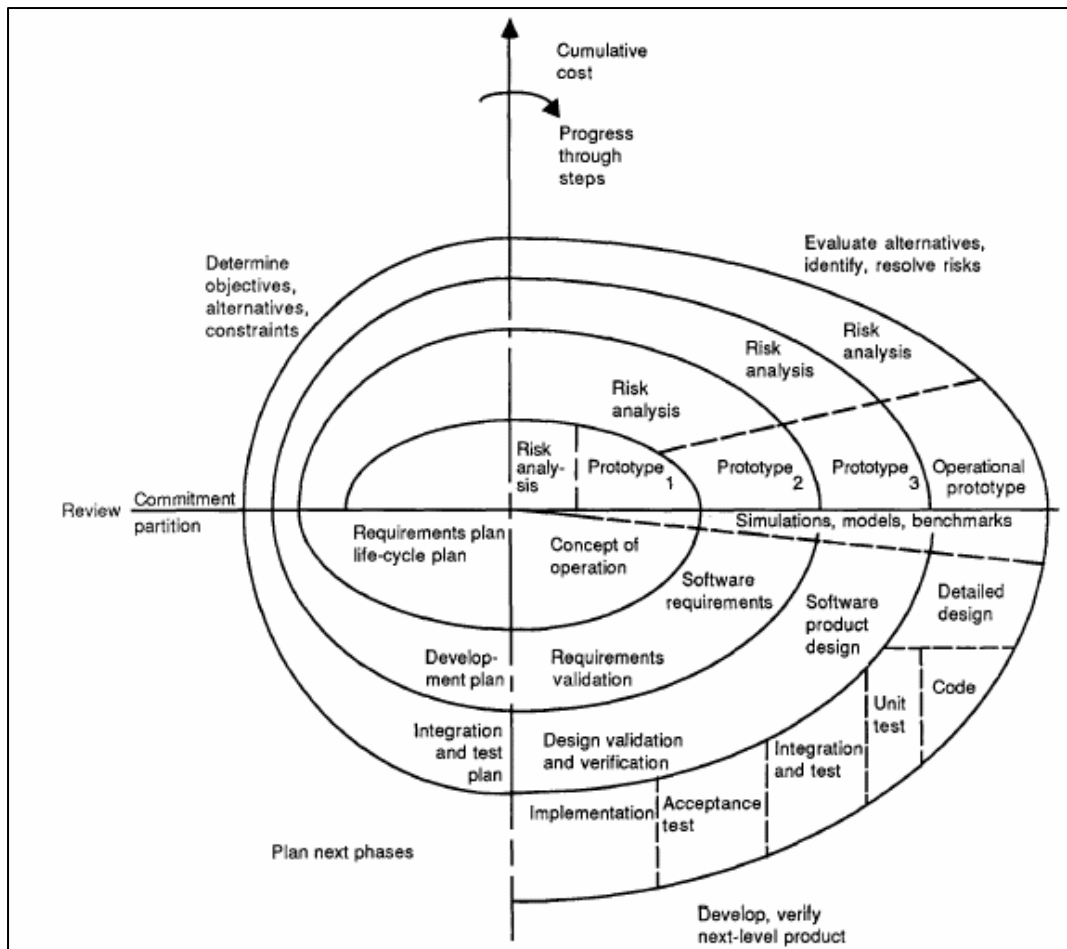 Cumulative
cost
Progress
through
steps
Evaluate alternatives,
identify, resolve risks
Determine
objectives,
alternatives,
constraints
Risk
analysis
Risk
analysis
Risk
analysis
Risk
analy-
sis
Prototype
1
Prototype
2
Prototype
3
Operational
prototype
Review
Commitment
partition
Simulations, models, benchmarks
Requirements plan
life-cycle plan
Concept of
operation
Software
requirements
Software
product
design
Detailed
design
Develop-
ment plan
Requirements
validation
Code
Unit
test
Integration
and test
plan
Design validation
and verification
Integration
and test
Acceptance
test
Implementation
Plan next phases
Develop, verify
next-level product